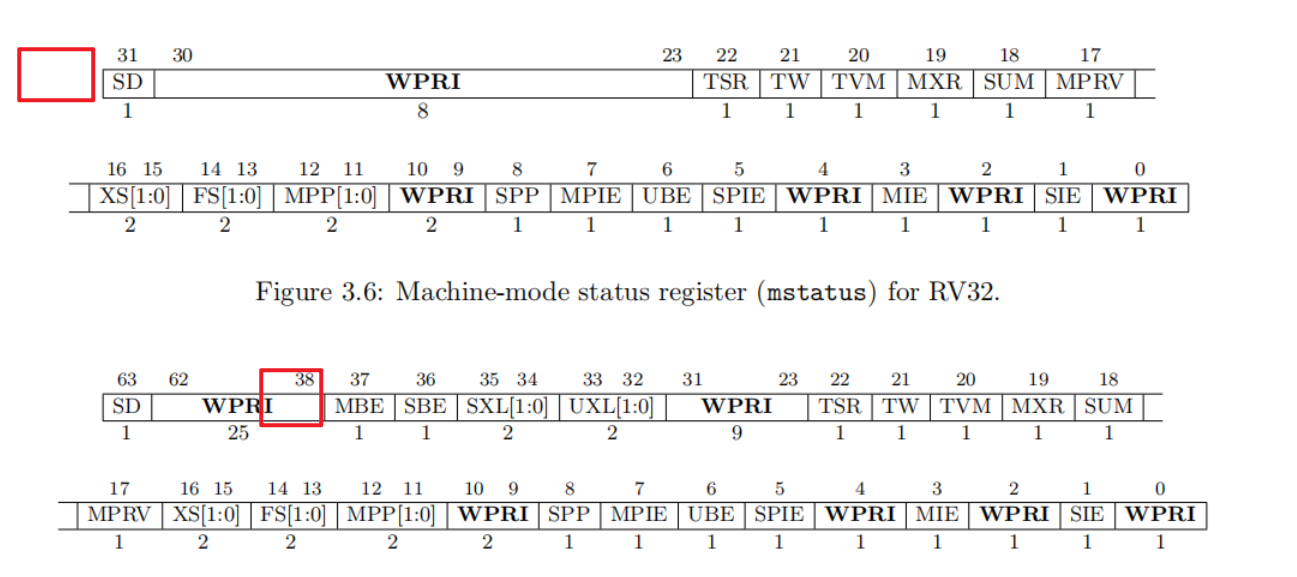 31 30 23 22 21 20 19 18 17
SD WPRI TSR TW TVM MXR SUM MPRV
1 8 1 1 1 1 1 1
16 15 14 13 12 11 10 9 8 7 6 5 4 3 2 1 0
XS[1:0] FS[1:0] MPP[1:0] WPRI SPP MPIE UBE SPIE WPRI MIE WPRI SIE WPRI
2 2 2 2 1 1 1 1 1 1 1 1 1
Figure 3.6: Machine-mode status register (mstatus) for RV32.
63 62 38 37 36 35 34 33 32 31 23 22 21 20 19 18
SD WPRI MBE SBE SXL[1:0] UXL[1:0] WPRI TSR TW TVM MXR SUM
1 25 1 1 2 2 9 1 1 1 1 1
17 16 15 14 13 12 11 10 9 8 7 6 5 4 3 2 1 0
MPRV XS[1:0] FS[1:0] MPP[1:0] WPRI SPP MPIE UBE SPIE WPRI MIE WPRI SIE WPRI
1 2 2 2 2 1 1 1 1 1 1 1 1 1